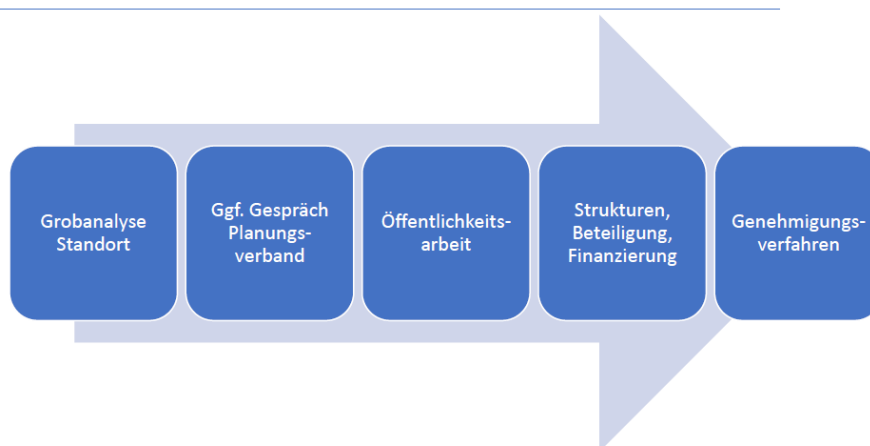 Grobanalyse
Standort
Ggf. Gespräch
Planungs-
verband
Öffentlichkeits-
arbeit
Strukturen,
Beteiligung,
Finanzierung
Genehmigungs-
verfahren